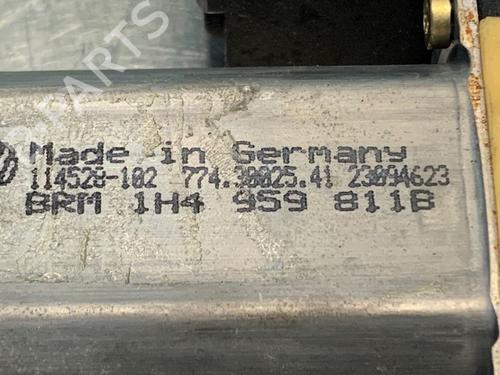 Made in Germany
114528-102 774.30025.41 23094623
BRM 1H4 959 811B